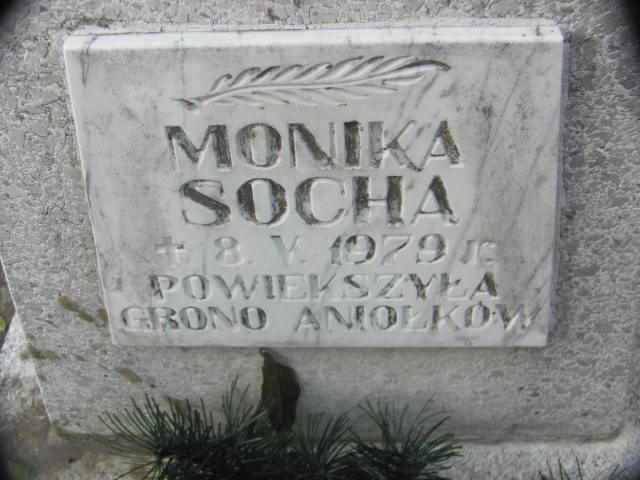 MONIKA
SOCHA
+ 8. V. 1979 R.
POWIEKSZYŁA
GRONO ANIOŁKÓW